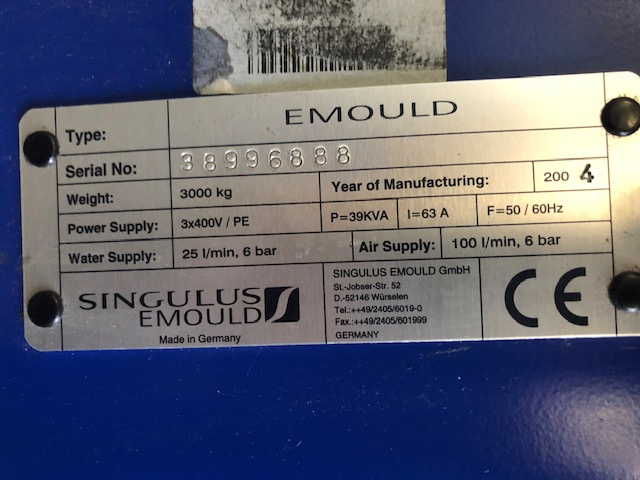 Type: EMOULD
Serial No: 38996888
Weight: 3000 kg Year of Manufacturing: 200 4
Power Supply: 3x400V / PE P=39KVA I=63 A F=50 / 60Hz
Water Supply: 25 l/min, 6 bar Air Supply: 100 l/min, 6 bar
SINGULUS
EMOULD
Made in Germany
SINGULUS EMOULD GmbH
St.-Jobser-Str. 52
D.-52146 Würselen
Tel.:++49/2405/6019-0
Fax.:++49/2405/601999
GERMANY
CE